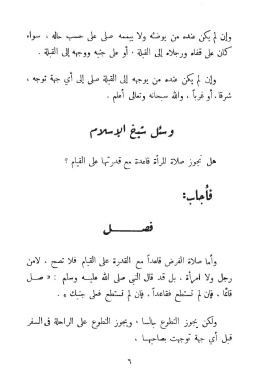 وإن لم يكن عنده من يوضئه ولا ييممه صلى على حسب حاله ، سواء
كان على قفاه ورجلاه إلى القبلة . أو على جنبه ووجهه إلى القبلة .
وإن لم يكن عنده من يوجهه إلى القبلة صلى إلى أي جهة توجه ،
شرقا . أو غرباً ، والله سبحانه وتعالى أعلم .
وسئل شيخ الإسلام
هل تجوز صلاة المرأة قاعدة مع قدرتها على القيام ؟
فأجاب:
فصــل
وأما صلاة الفرض قاعداً مع القدرة على القيام فلا تصح . لامن
رجل ولا امرأة ، بل قد قال النبي صلى الله عليه وسلم : « صل
قائما ، فإن لم تستطع فقاعداً ، فإن لم تستطع فعلى جنبك » .
ولكن يجوز التطوع جالسا ، ويجوز التطوع على الراحلة في السفر
قبل أي جهة توجهت بصاحبها ،
٦